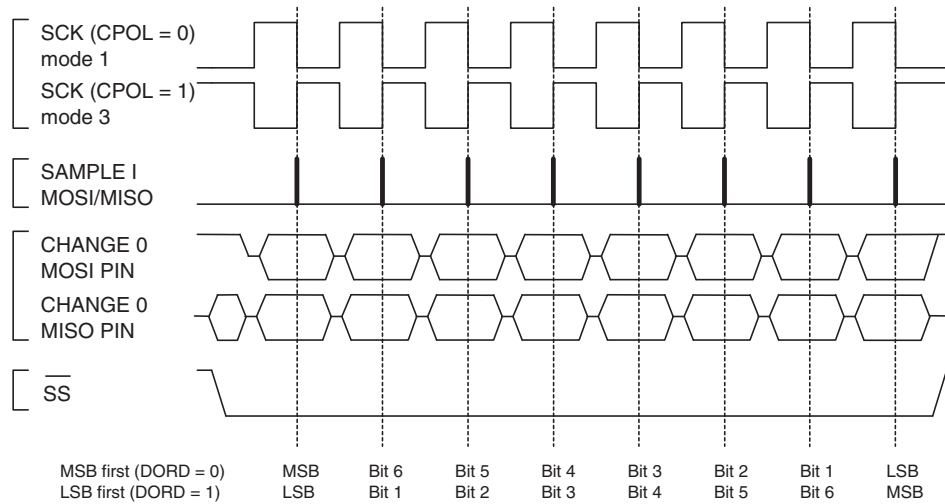 SCK (CPOL = 0)
mode 1
SCK (CPOL = 1)
mode 3
SAMPLE I
MOSI/MISO
CHANGE 0
MOSI PIN
CHANGE 0
MISO PIN
SS
MSB first (DORD = 0) MSB Bit 6 Bit 5 Bit 4 Bit 3 Bit 2 Bit 1 LSB
LSB first (DORD = 1) LSB Bit 1 Bit 2 Bit 3 Bit 4 Bit 5 Bit 6 MSB